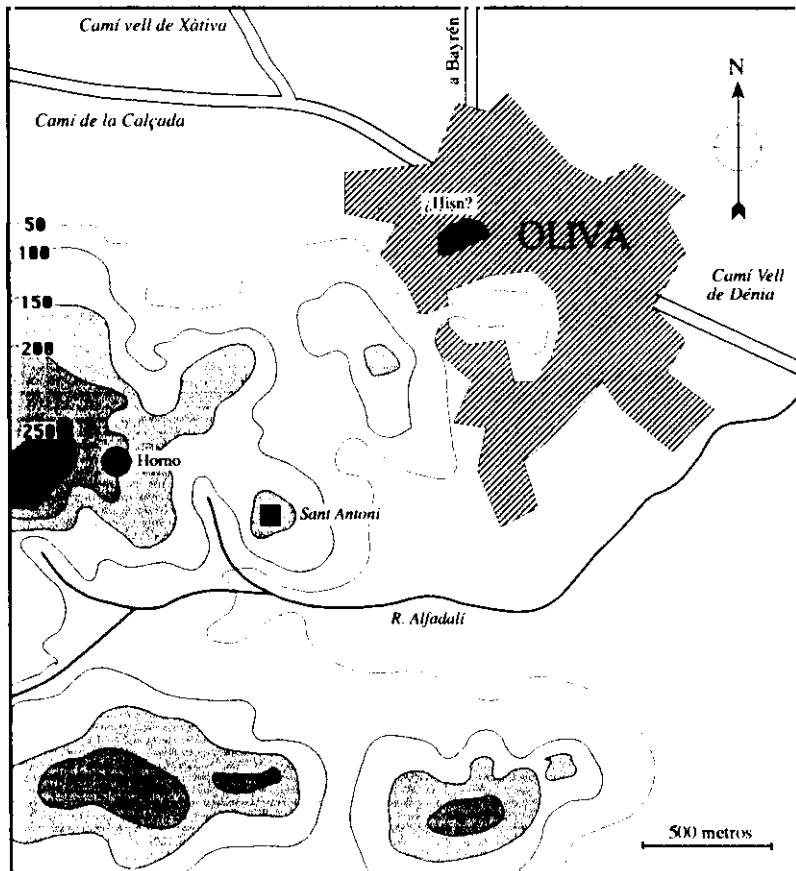 Camí vell de Xàtiva
a Bayrén
N
Camí de la Calçada
¿Hisn?
50
OLIVA
100
Camí Vell
de Dénia
150
200
250
Horno
Sant Antoni
R. Alfadalí
500 metros